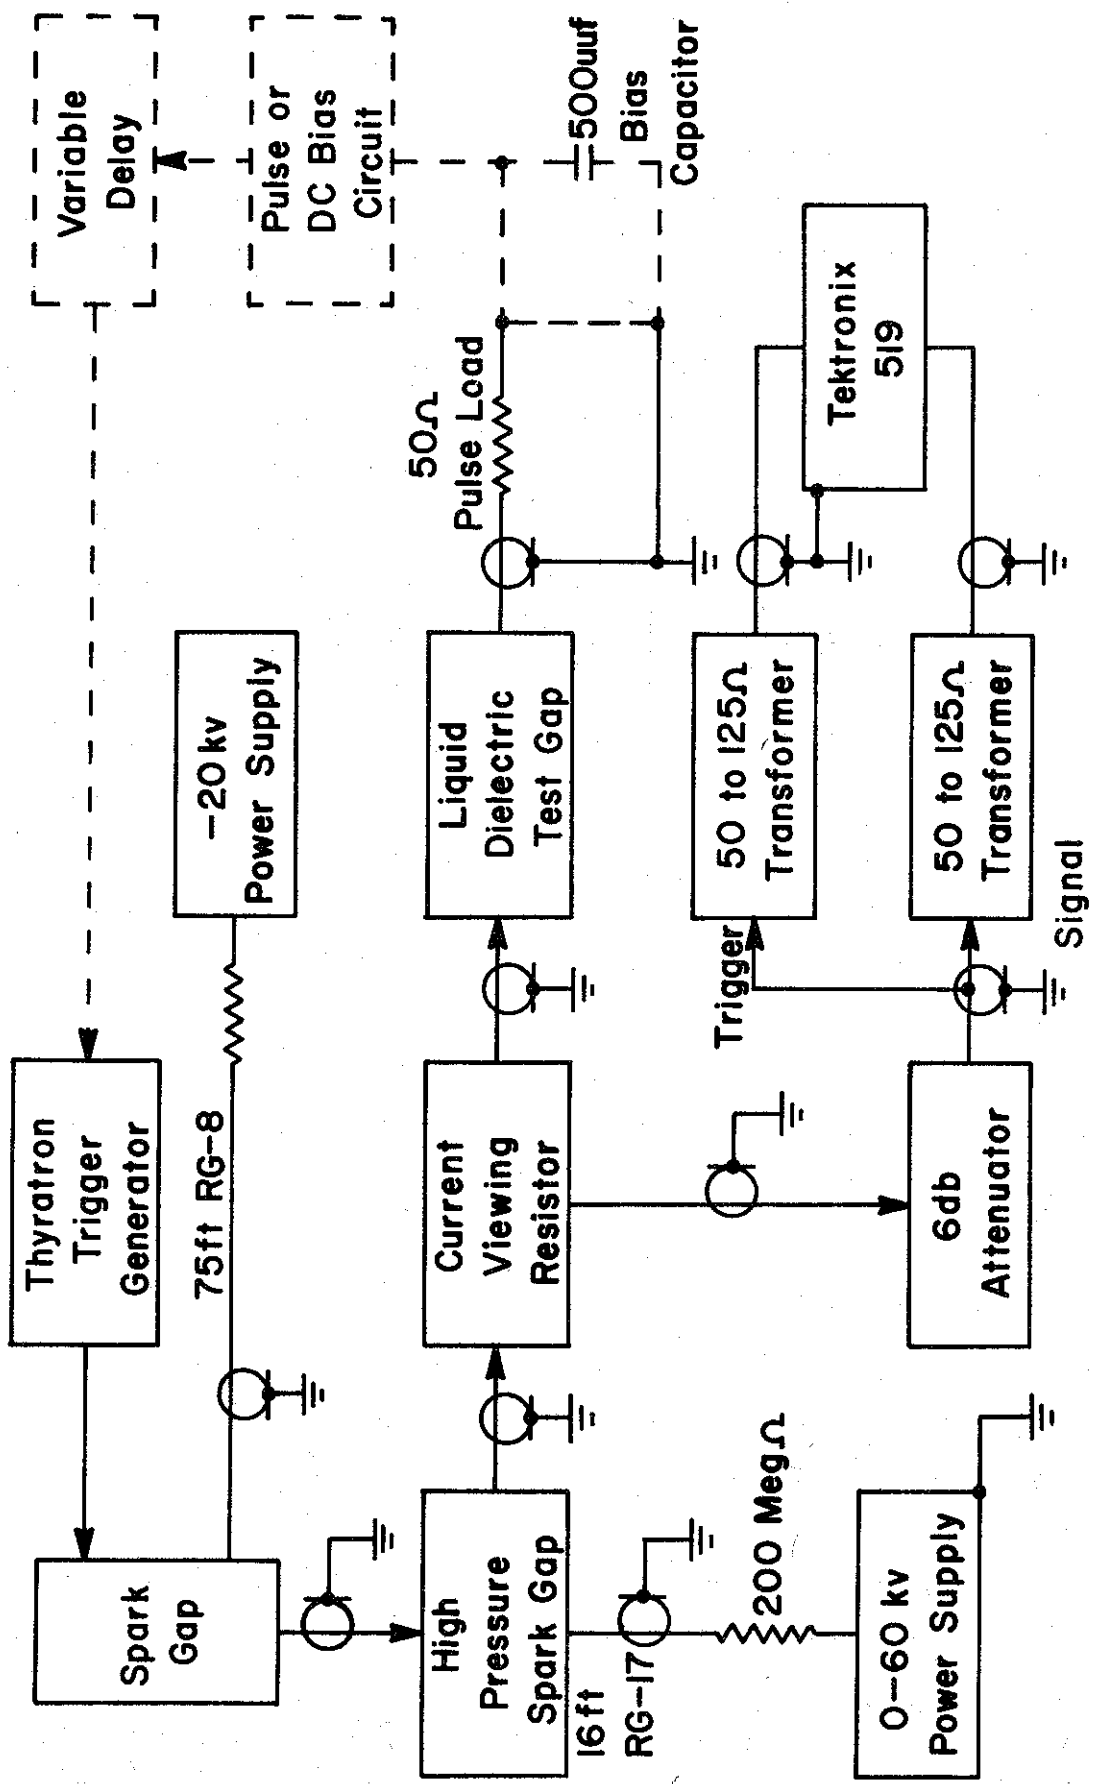 Variable
Delay
Pulse or
DC Bias
Circuit
500uuf
Bias
Capacitor
Thyratron
Trigger
Generator
-20kv
Power Supply
75ft RG-8
Spark
Gap
High
Pressure
Spark Gap
Current
Viewing
Resistor
Liquid
Dielectric
Test Gap
50Ω
Pulse Load
16ft
RG-17
200 MegΩ
0-60 kv
Power Supply
6db
Attenuator
Trigger
Signal
50 to 125Ω
Transformer
50 to 125Ω
Transformer
Tektronix
519